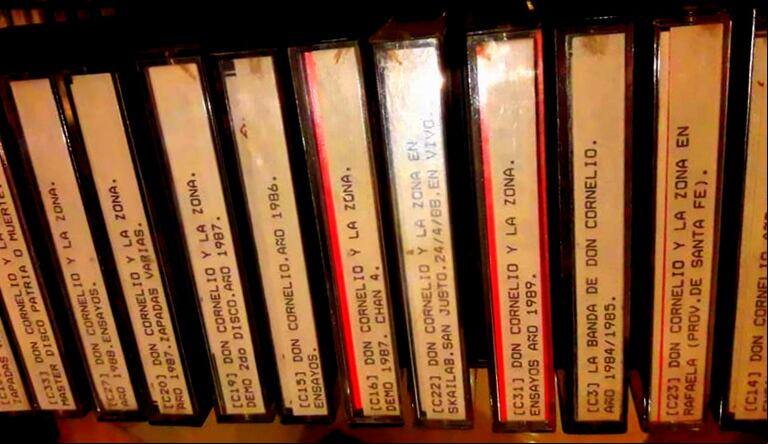 ZAPADAS
Y LA
MUERTE.
[C33] DON CORNELIO Y LA ZONA.
MASTER DISCO PATRIA O MUERTE.
[C27] DON CORNELIO Y LA ZONA.
AÑO 1988.ENSAYOS.
[C20] DON CORNELIO Y LA ZONA.
AÑO 1987.ZAPADAS VARIAS.
[C19] DON CORNELIO Y LA ZONA.
DEMO 2do DISCO.AÑO 1987.
[C15] DON CORNELIO.AÑO 1986.
ENSAYOS.
[C16] DON CORNELIO Y LA ZONA.
DEMO 1987. CHAN A.
[C22] DON CORNELIO Y LA ZONA EN
SKAILAB.SAN JUSTO.24/4/88.EN VIVO.
[C31] DON CORNELIO Y LA ZONA.
ENSAYOS AÑO 1989.
[C3] LA BANDA DE DON CORNELIO.
AÑO 1984/1985.
[C23] DON CORNELIO Y LA ZONA EN
RAFAELA (PROV.DE SANTA FE).
[C14] DON CORNELIO